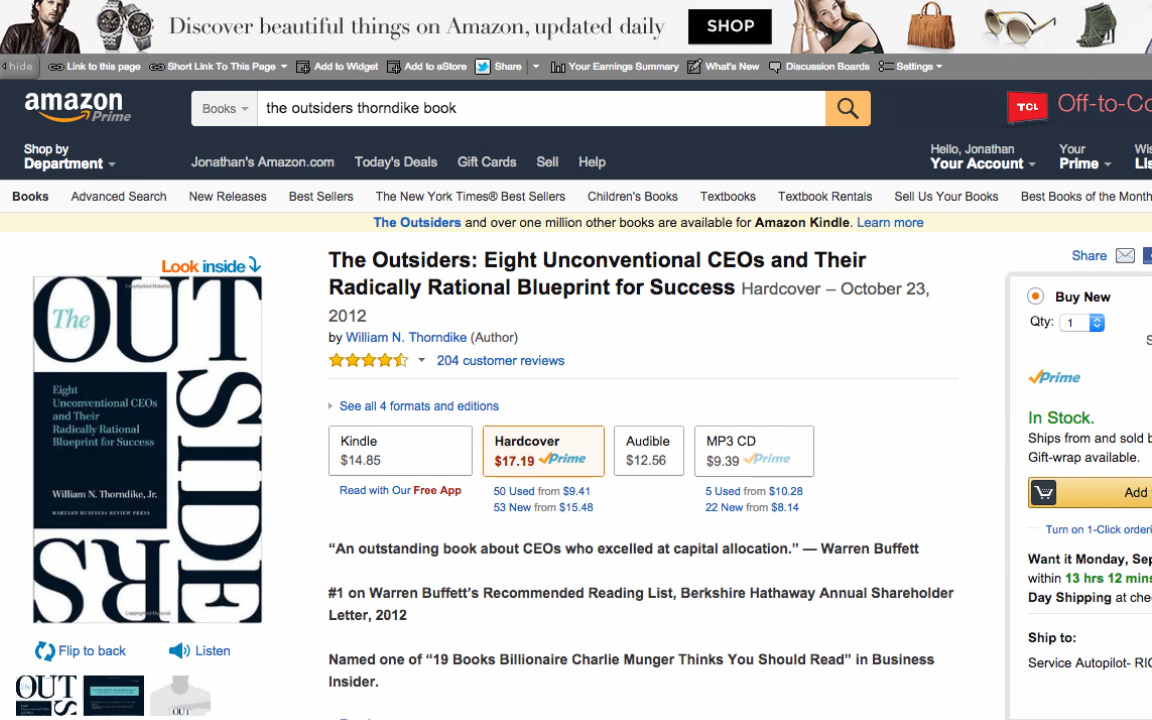 Discover beautiful things on Amazon, updated daily SHOP
hide Link to this page Short Link To This Page Add to Widget Add to aStore Share Your Earnings Summary What's New Discussion Boards Settings
amazon Prime Books the outsiders thorndike book TCL Off-to-Co
Shop by
Department Jonathan's Amazon.com Today's Deals Gift Cards Sell Help
Hello, Jonathan
Your Account
Your
Prime
Wis
Lis
Books Advanced Search New Releases Best Sellers The New York Times® Best Sellers Children's Books Textbooks Textbook Rentals Sell Us Your Books Best Books of the Month
The Outsiders and over one million other books are available for Amazon Kindle. Learn more
Look inside
The OUTSIDERS
Eight
Unconventional CEOs
and Their
Radically Rational
Blueprint for Success
William N. Thorndike, Jr.
HARVARD BUSINESS REVIEW PRESS
Copyrighted Material
Copyrighted Material
Flip to back Listen
The Outsiders: Eight Unconventional CEOs and Their
Radically Rational Blueprint for Success Hardcover – October 23,
2012
by William N. Thorndike (Author)
204 customer reviews
See all 4 formats and editions
Kindle
$14.85
Read with Our Free App
Hardcover
$17.19 Prime
50 Used from $9.41
53 New from $15.48
Audible
$12.56
MP3 CD
$9.39 Prime
5 Used from $10.28
22 New from $8.14
“An outstanding book about CEOs who excelled at capital allocation.” — Warren Buffett
#1 on Warren Buffett’s Recommended Reading List, Berkshire Hathaway Annual Shareholder
Letter, 2012
Named one of “19 Books Billionaire Charlie Munger Thinks You Should Read” in Business
Insider.
Share
Buy New
Qty: 1
S
Prime
In Stock.
Ships from and sold b
Gift-wrap available.
Add
Turn on 1-Click orderi
Want it Monday, Sep
within 13 hrs 12 mins
Day Shipping at che
Ship to:
Service Autopilot- RIC
OUT
OUT